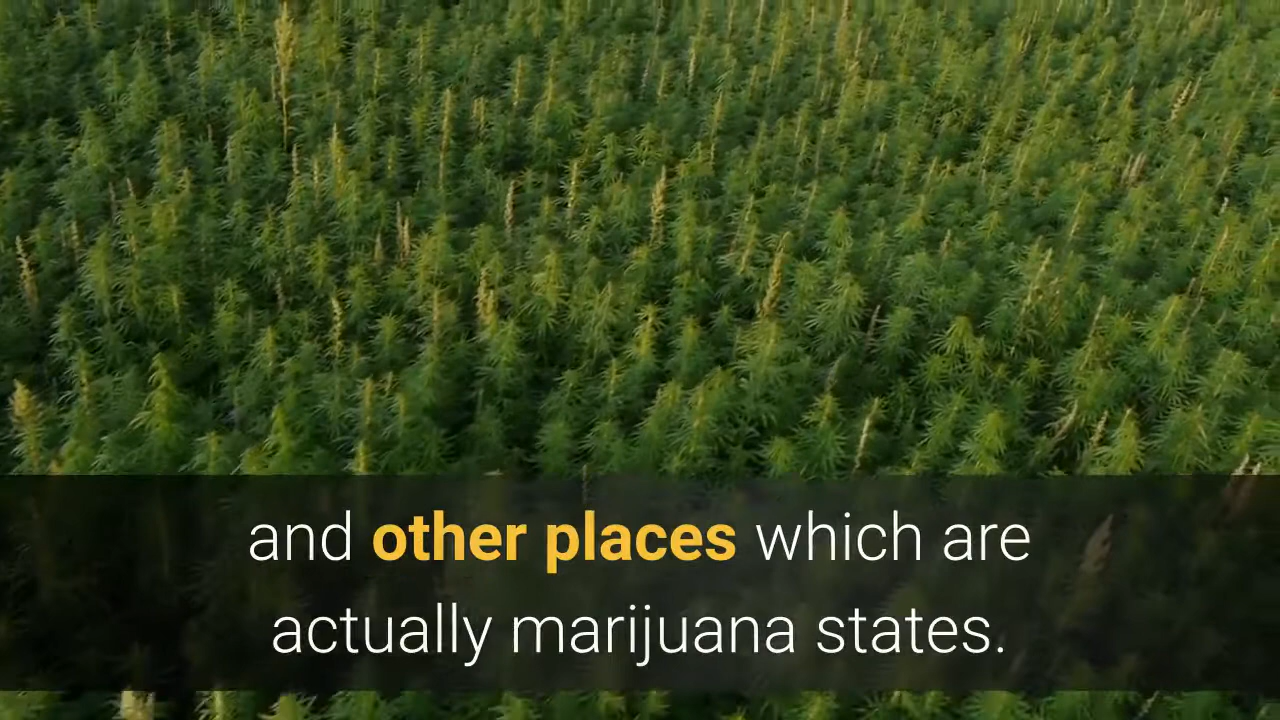 and other places which are
actually marijuana states.